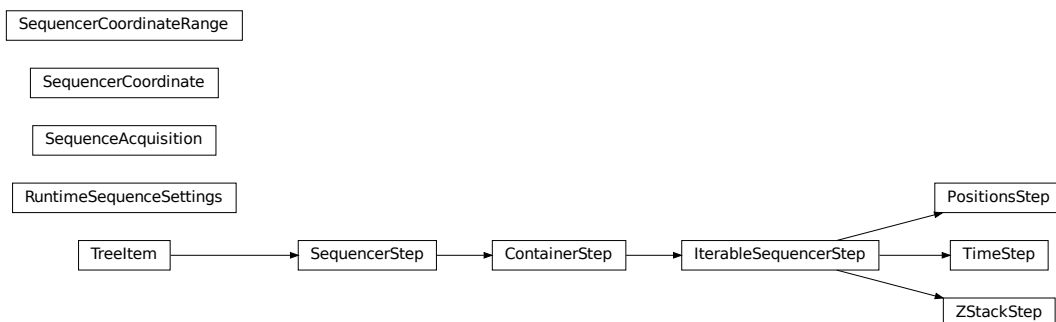 SequencerCoordinateRange
SequencerCoordinate
SequenceAcquisition
RuntimeSequenceSettings
PositionsStep
TreeItem SequencerStep ContainerStep IterableSequencerStep TimeStep
ZStackStep